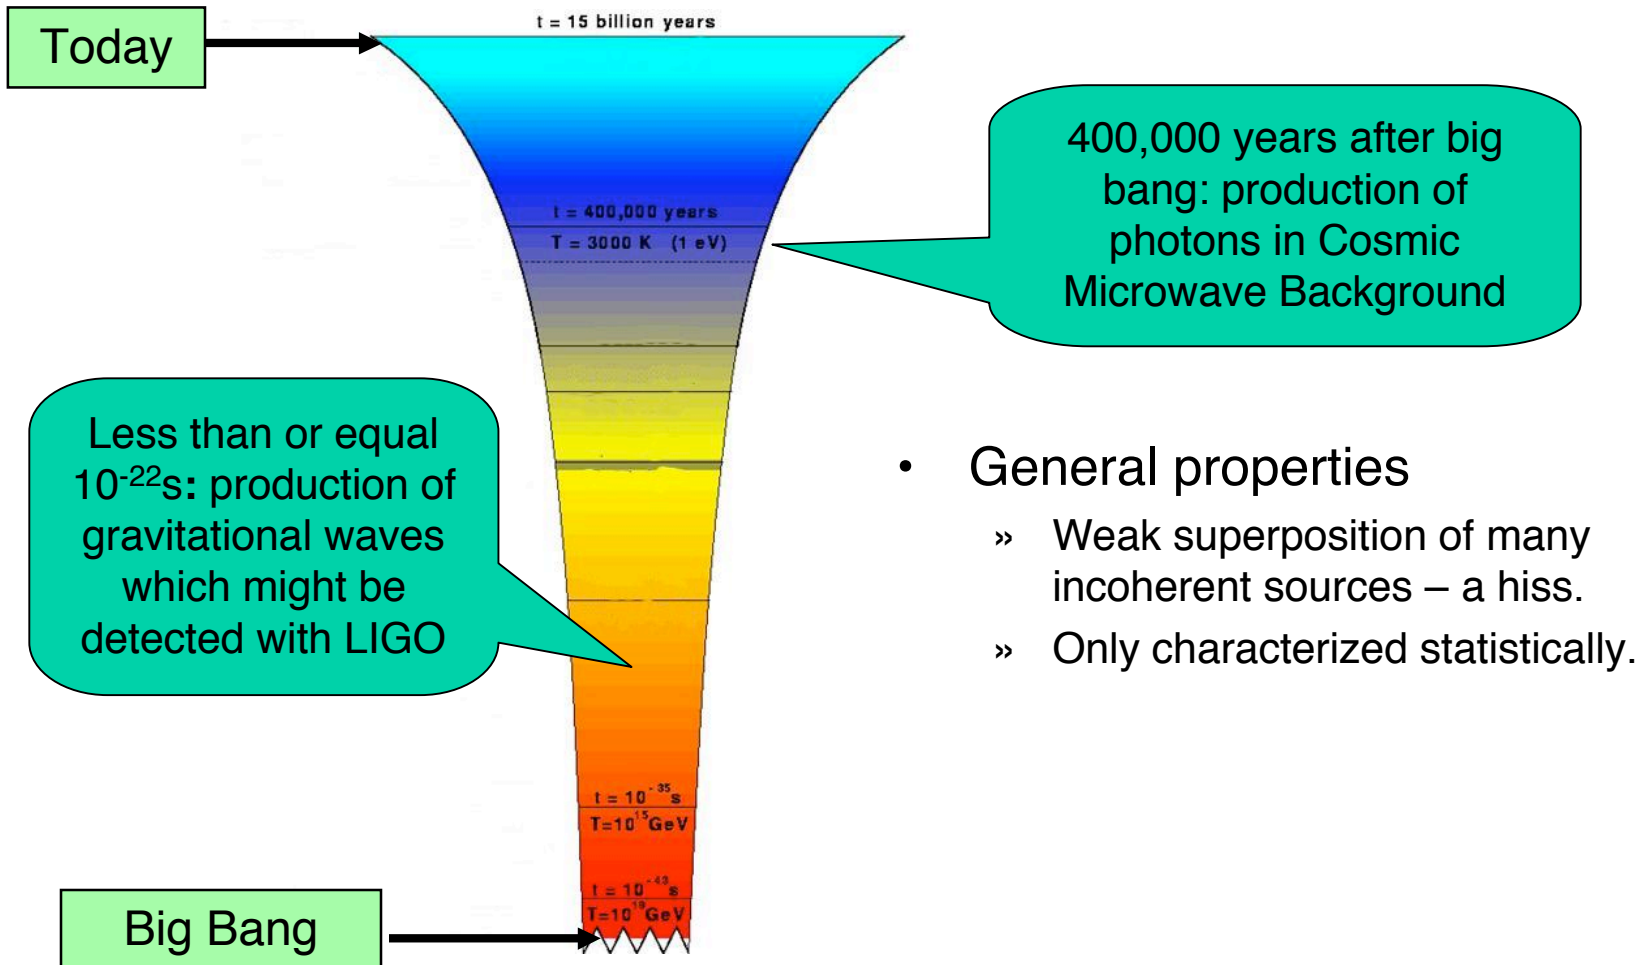 t = 15 billion years
Today
400,000 years after big
bang: production of
photons in Cosmic
Microwave Background
t = 400,000 years
T = 3000 K (1 eV)
Less than or equal
10⁻²²s: production of
gravitational waves
which might be
detected with LIGO
• General properties
» Weak superposition of many
incoherent sources – a hiss.
» Only characterized statistically.
t = 10⁻³⁵s
T=10¹⁵GeV
t = 10⁻⁴³s
T=10¹⁹GeV
Big Bang